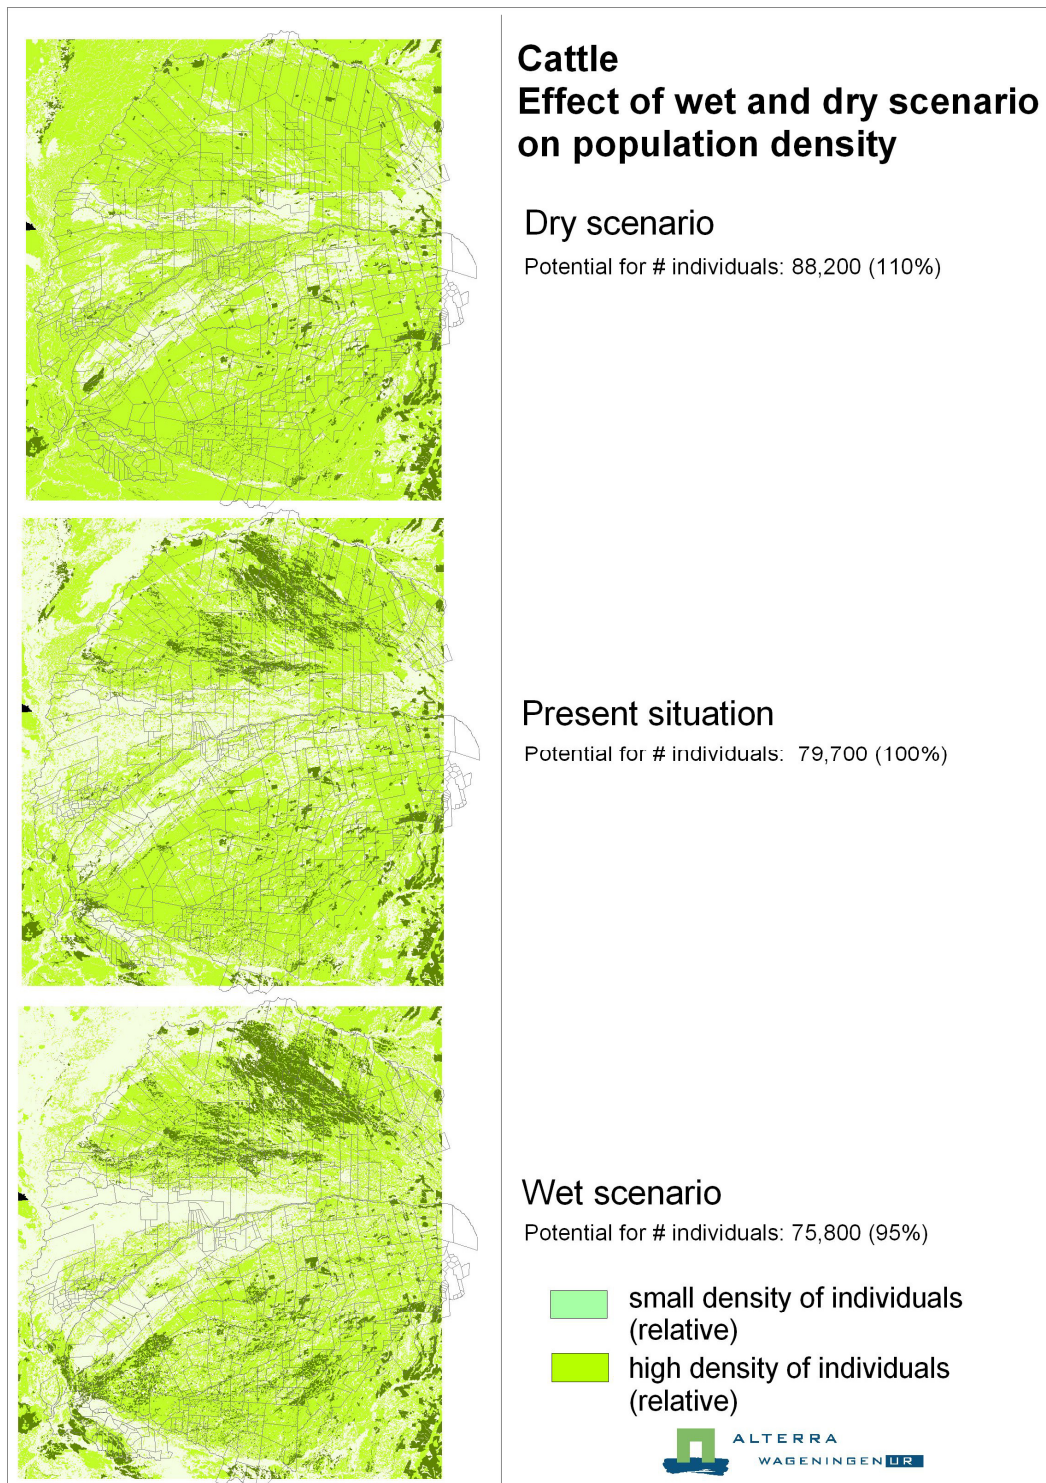 Cattle
Effect of wet and dry scenario
on population density
Dry scenario
Potential for # individuals: 88,200 (110%)
Present situation
Potential for # individuals: 79,700 (100%)
Wet scenario
Potential for # individuals: 75,800 (95%)
small density of individuals
(relative)
high density of individuals
(relative)
ALTERRA
WAGENINGEN UR